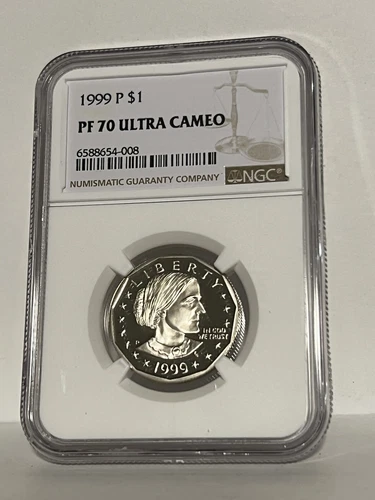 1999 P $1
PF 70 ULTRA CAMEO
6588654-008
NUMISMATIC GUARANTY COMPANY
NGC
LIBERTY
IN GOD
WE TRUST
P
1999